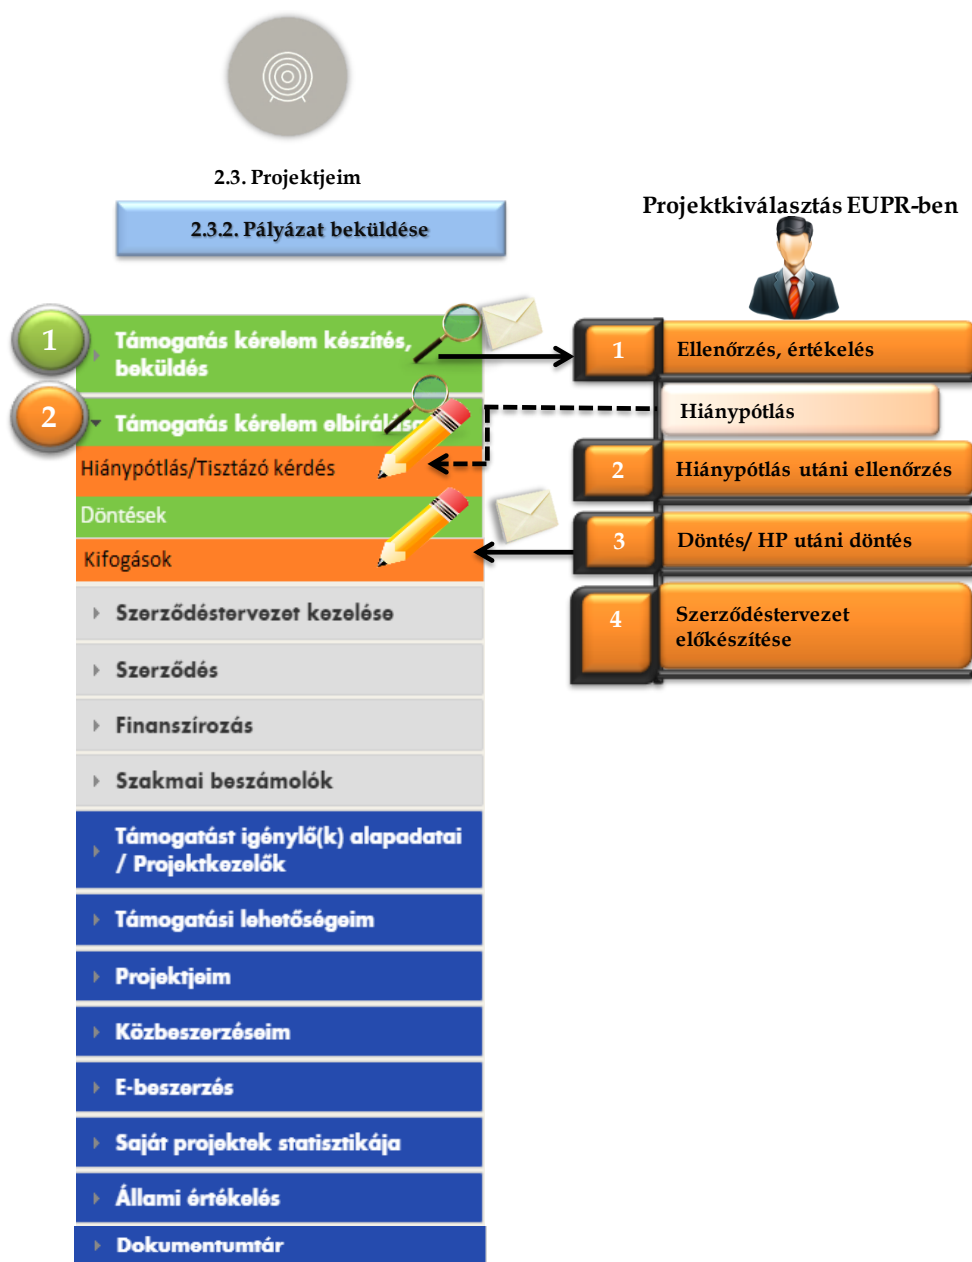 2.3. Projektjeim
2.3.2. Pályázat beküldése
Projektkiválasztás EUPR-ben
1
Támogatás kérelem készítés,
beküldés
2
Támogatás kérelem elbírálása
Hiánypótlás/Tisztázó kérdés
Döntések
Kifogások
Szerződéstervezet kezelése
Szerződés
Finanszírozás
Szakmai beszámolók
Támogatást igénylő(k) alapadatai
/ Projektkezelők
Támogatási lehetőségeim
Projektjeim
Közbeszerzéseim
E-beszerzés
Saját projektek statisztikája
Állami értékelés
Dokumentumtár
1
Ellenőrzés, értékelés
Hiánypótlás
2
Hiánypótlás utáni ellenőrzés
3
Döntés/ HP utáni döntés
4
Szerződéstervezet
előkészítése